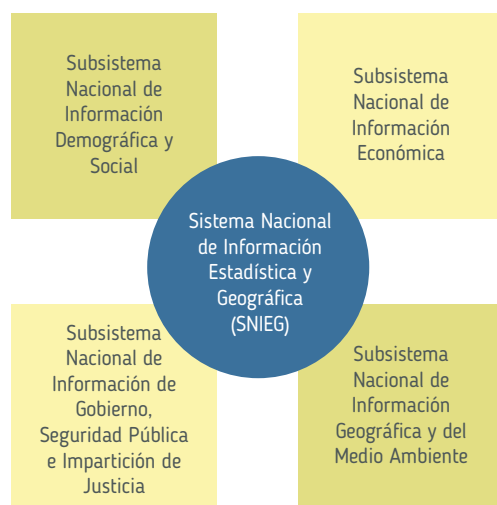 Subsistema
Nacional de
Información
Demográfica y
Social
Subsistema
Nacional de
Información
Económica
Sistema Nacional
de Información
Estadística y
Geográfica
(SNIEG)
Subsistema
Nacional de
Información de
Gobierno,
Seguridad Pública
e Impartición de
Justicia
Subsistema
Nacional de
Información
Geográfica y del
Medio Ambiente